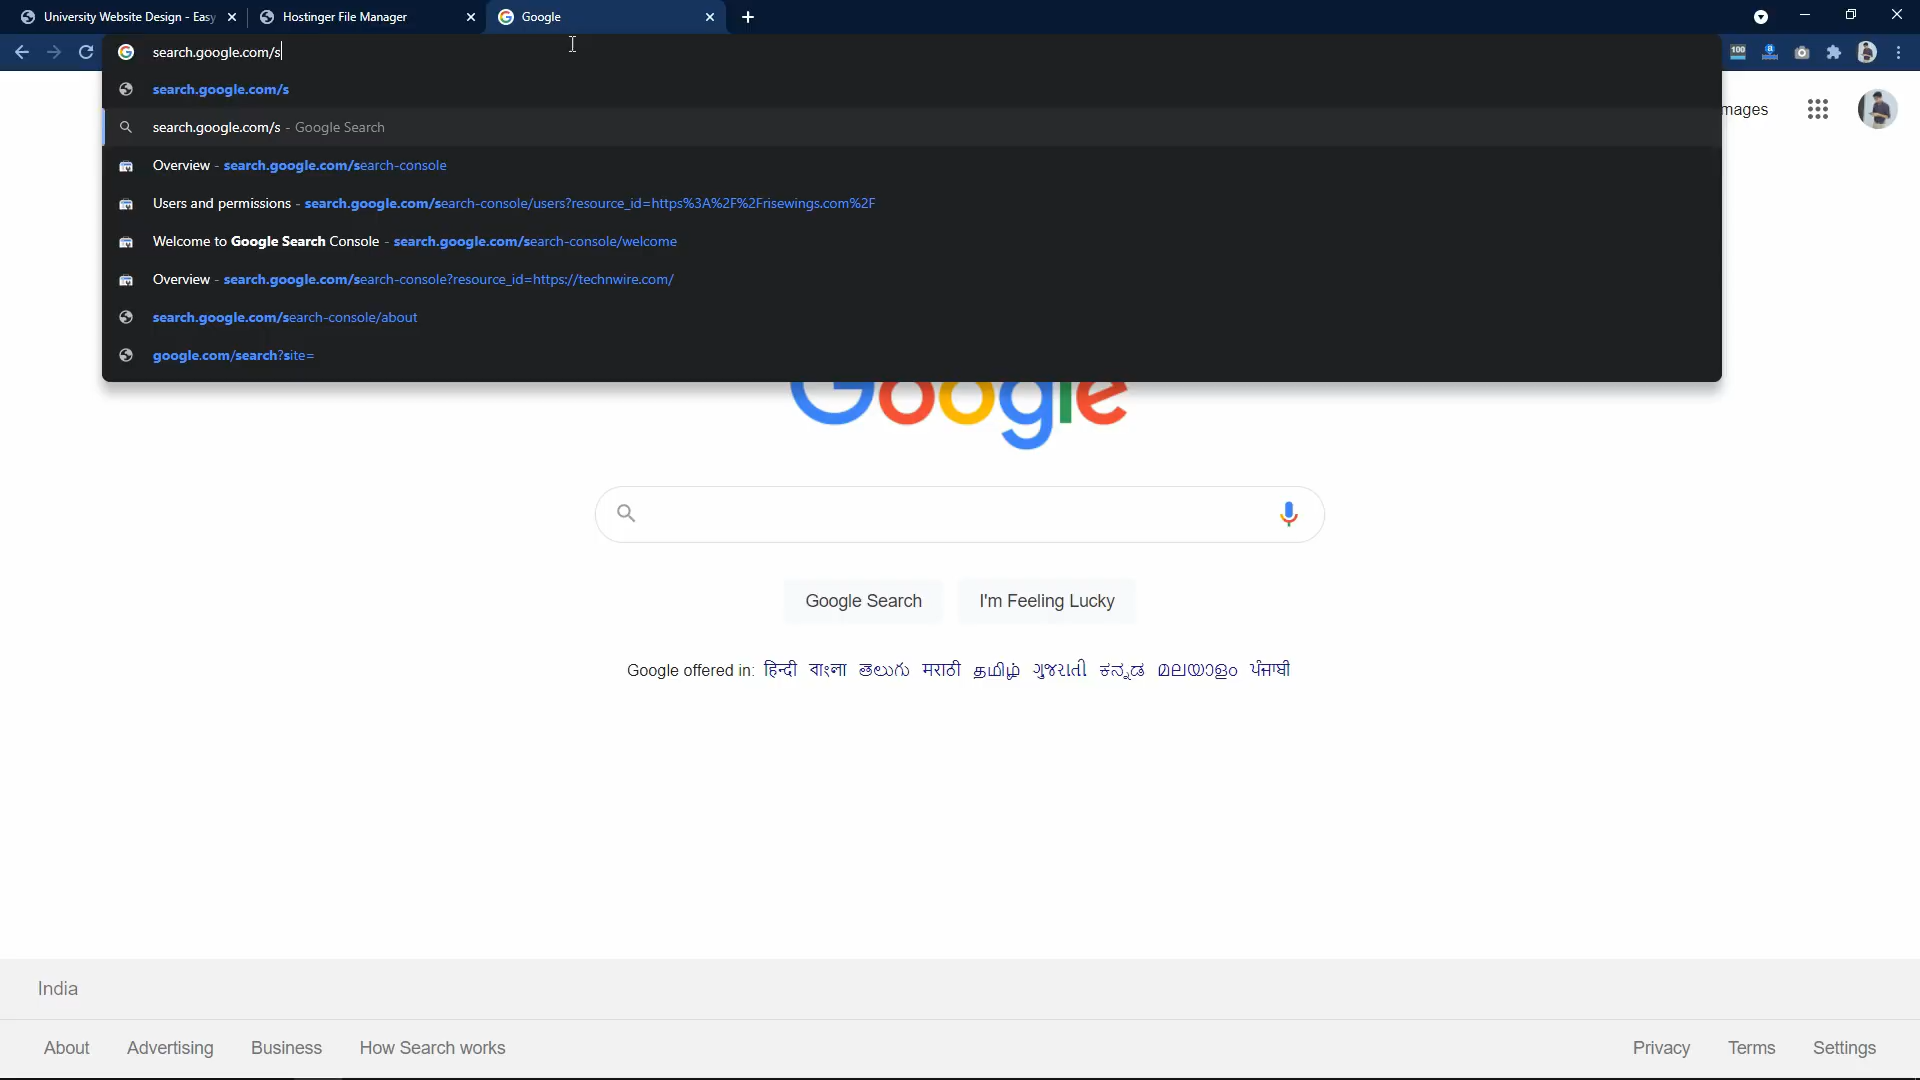 University Website Design - Easy
Hostinger File Manager
Google
search.google.com/s
100
a
search.google.com/s
search.google.com/s - Google Search
mages
Overview - search.google.com/search-console
Users and permissions - search.google.com/search-console/users?resource_id=https%3A%2F%2Frisewings.com%2F
Welcome to Google Search Console - search.google.com/search-console/welcome
Overview - search.google.com/search-console?resource_id=https://technwire.com/
search.google.com/search-console/about
google.com/search?site=
Google
Google Search
I'm Feeling Lucky
Google offered in: हिन्दी বাংলা తెలుగు मराठी தமிழ் ગુજરાતી ಕನ್ನಡ മലയാളം ਪੰਜਾਬੀ
India
About Advertising Business How Search works
Privacy Terms Settings